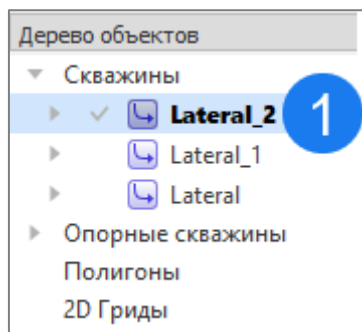 Дерево объектов
Скважины
Lateral_2 1
Lateral_1
Lateral
Опорные скважины
Полигоны
2D Гриды